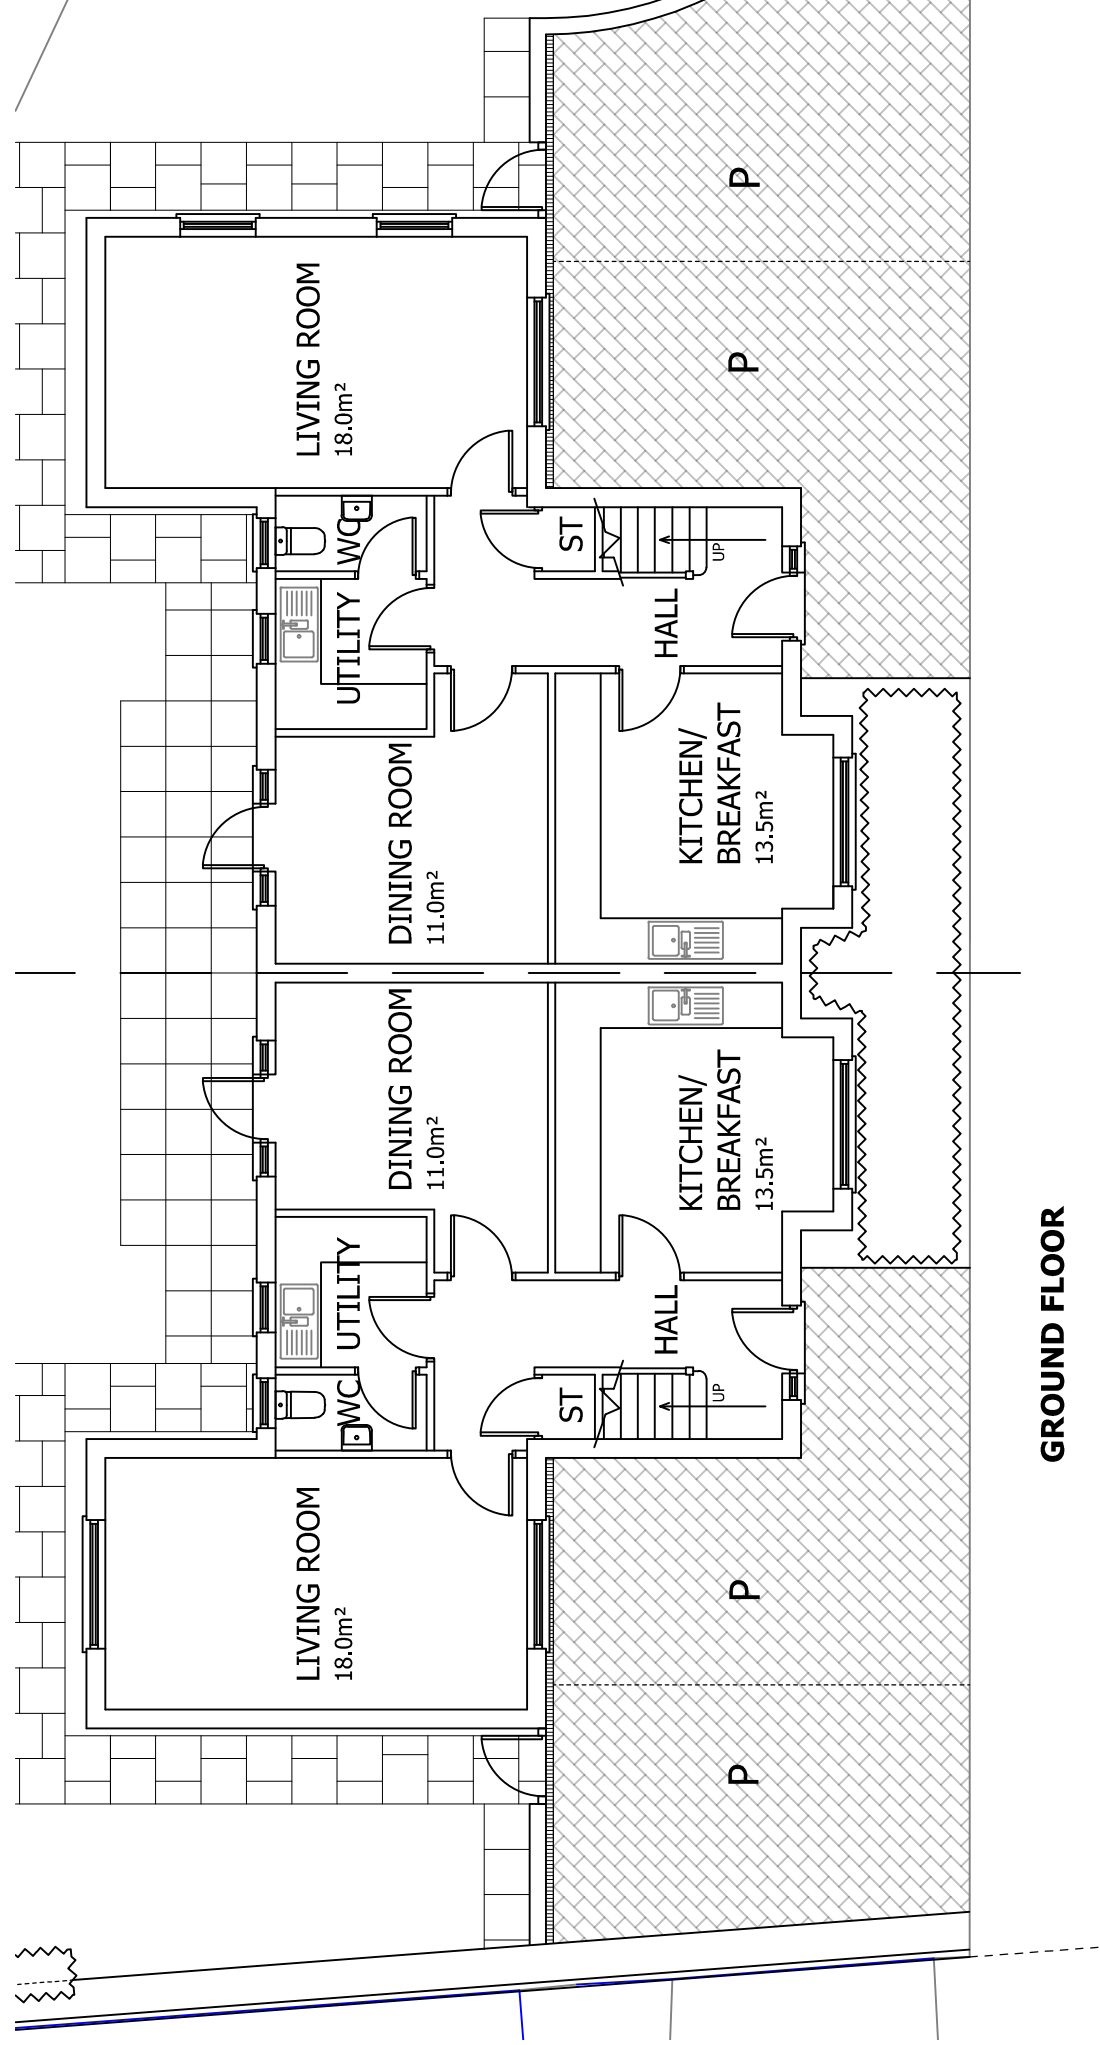 P
P
LIVING ROOM
18.0m²
WC
ST
UP
UTILITY
HALL
DINING ROOM
11.0m²
KITCHEN/
BREAKFAST
13.5m²
DINING ROOM
11.0m²
KITCHEN/
BREAKFAST
13.5m²
UTILITY
HALL
WC
ST
UP
LIVING ROOM
18.0m²
P
P
GROUND FLOOR